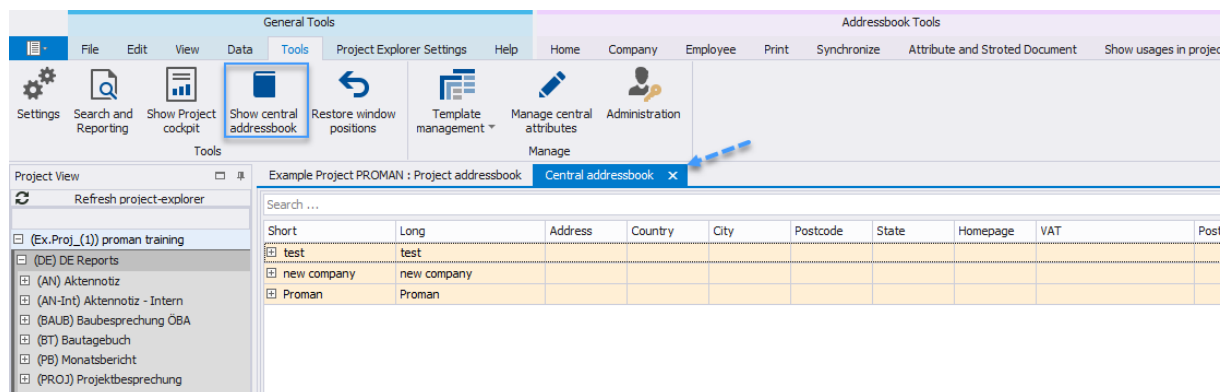 General Tools Addressbook Tools
File Edit View Data Tools Project Explorer Settings Help Home Company Employee Print Synchronize Attribute and Stroted Document Show usages in projec
Settings Search and Show Project Show central Restore window Template Manage central Administration
Reporting cockpit addressbook positions management attributes
Tools Manage
Project View Example Project PROMAN : Project addressbook Central addressbook
Refresh project-explorer Search ...
Short Long Address Country City Postcode State Homepage VAT Post
(Ex.Proj_(1)) proman training
test test
(DE) DE Reports
new company new company
(AN) Aktennotiz
Proman Proman
(AN-Int) Aktennotiz - Intern
(BAUB) Baubesprechung ÖBA
(BT) Bautagebuch
(PB) Monatsbericht
(PROJ) Projektbesprechung